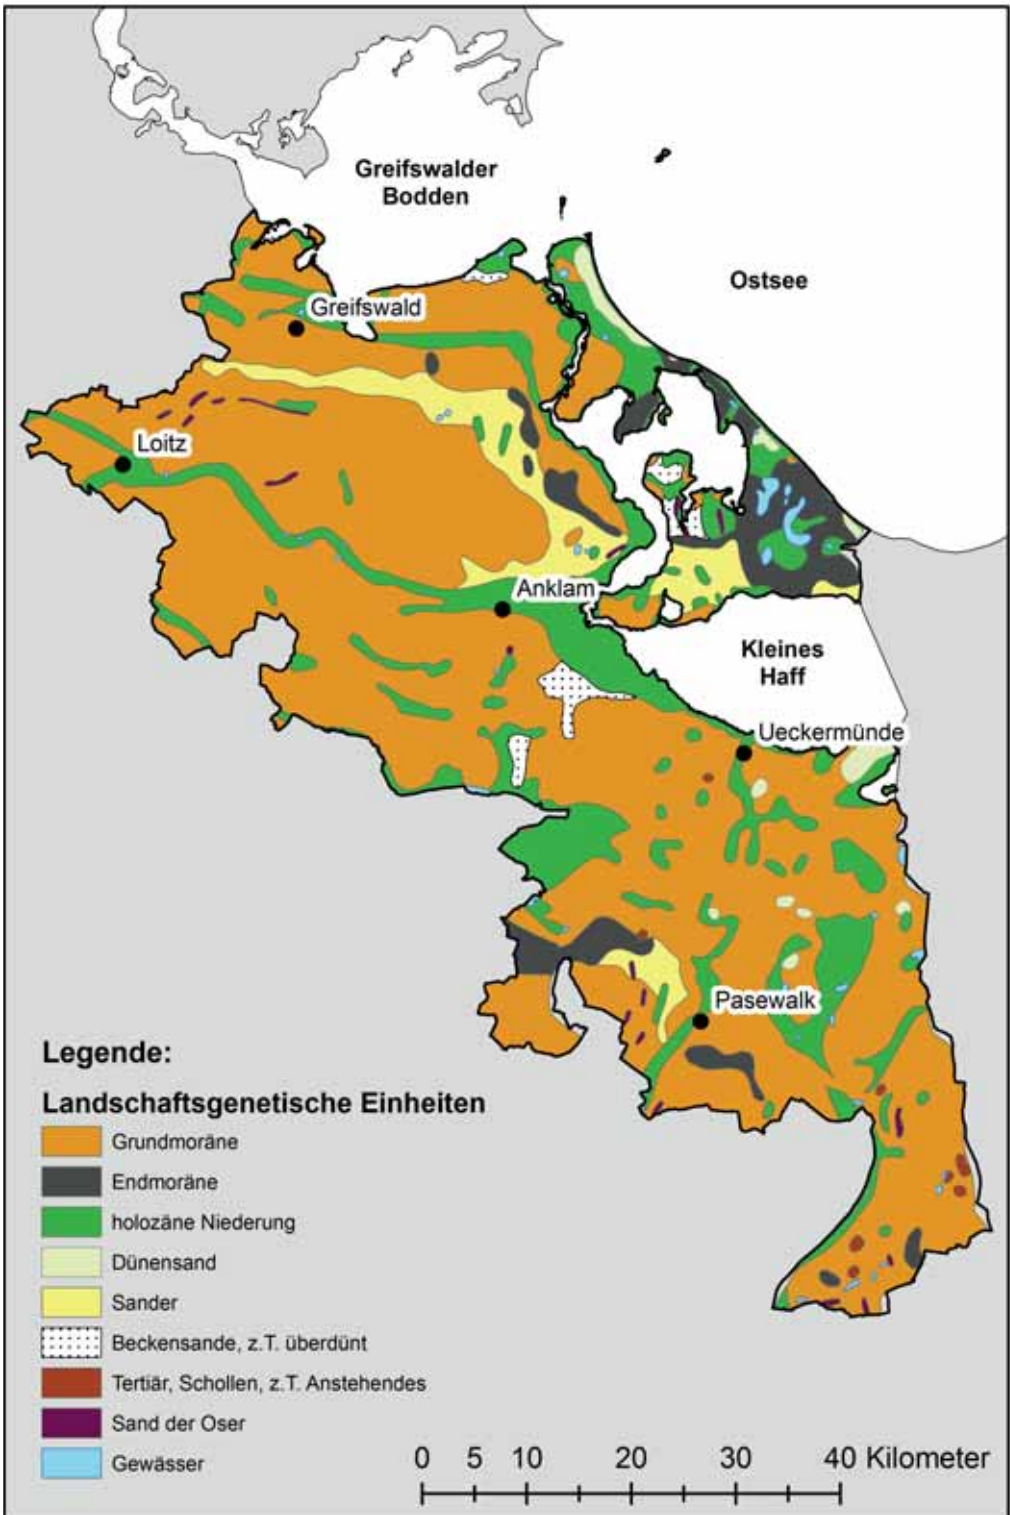 Greifswalder
Bodden
Ostsee
Greifswald
Loitz
Anklam
Kleines
Haff
Ueckermünde
Pasewalk
Legende:
Landschaftsgenetische Einheiten
Grundmoräne
Endmoräne
holozäne Niederung
Dünensand
Sander
Beckensande, z.T. überdünt
Tertiär, Schollen, z.T. Anstehendes
Sand der Oser
Gewässer
0 5 10 20 30 40 Kilometer